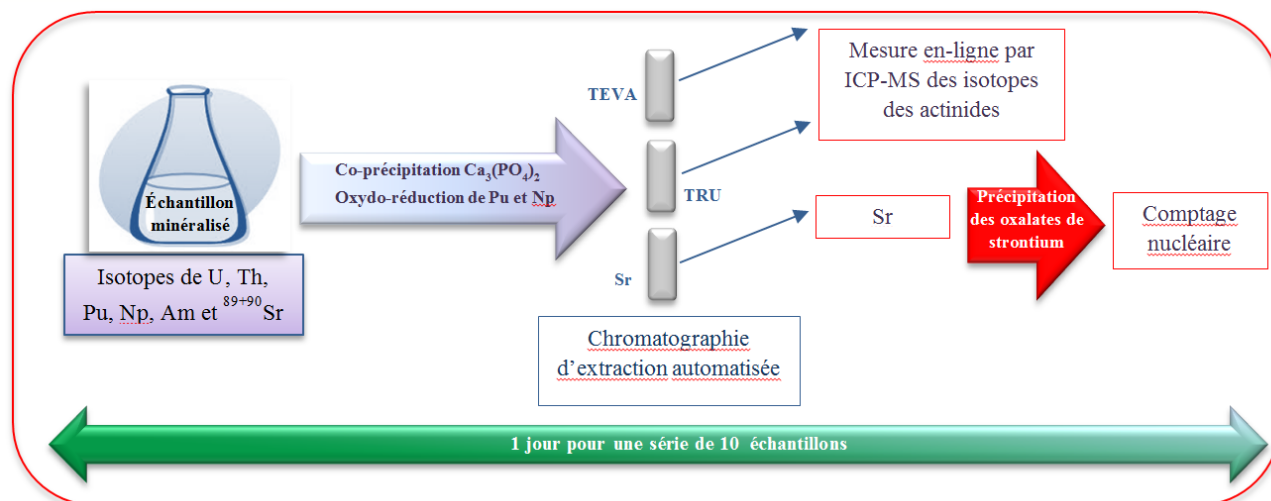 Échantillon
minéralisé
Isotopes de U, Th,
Pu, Np, Am et ⁸⁹⁺⁹⁰Sr
Co-précipitation Ca₃(PO₄)₂
Oxydo-réduction de Pu et Np
TEVA
TRU
Sr
Chromatographie
d’extraction automatisée
Mesure en-ligne par
ICP-MS des isotopes
des actinides
Sr
Précipitation
des oxalates de
strontium
Comptage
nucléaire
1 jour pour une série de 10 échantillons